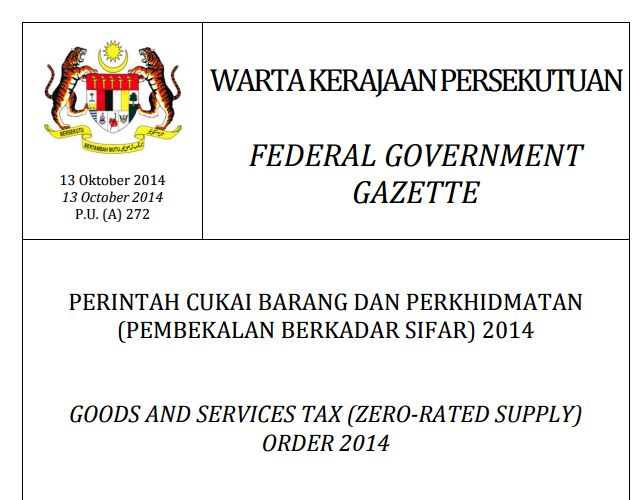 BERSEKUTU
BERTAMBAH MUTU
13 Oktober 2014
13 October 2014
P.U. (A) 272
WARTA KERAJAAN PERSEKUTUAN
FEDERAL GOVERNMENT
GAZETTE
PERINTAH CUKAI BARANG DAN PERKHIDMATAN
(PEMBEKALAN BERKADAR SIFAR) 2014
GOODS AND SERVICES TAX (ZERO-RATED SUPPLY)
ORDER 2014